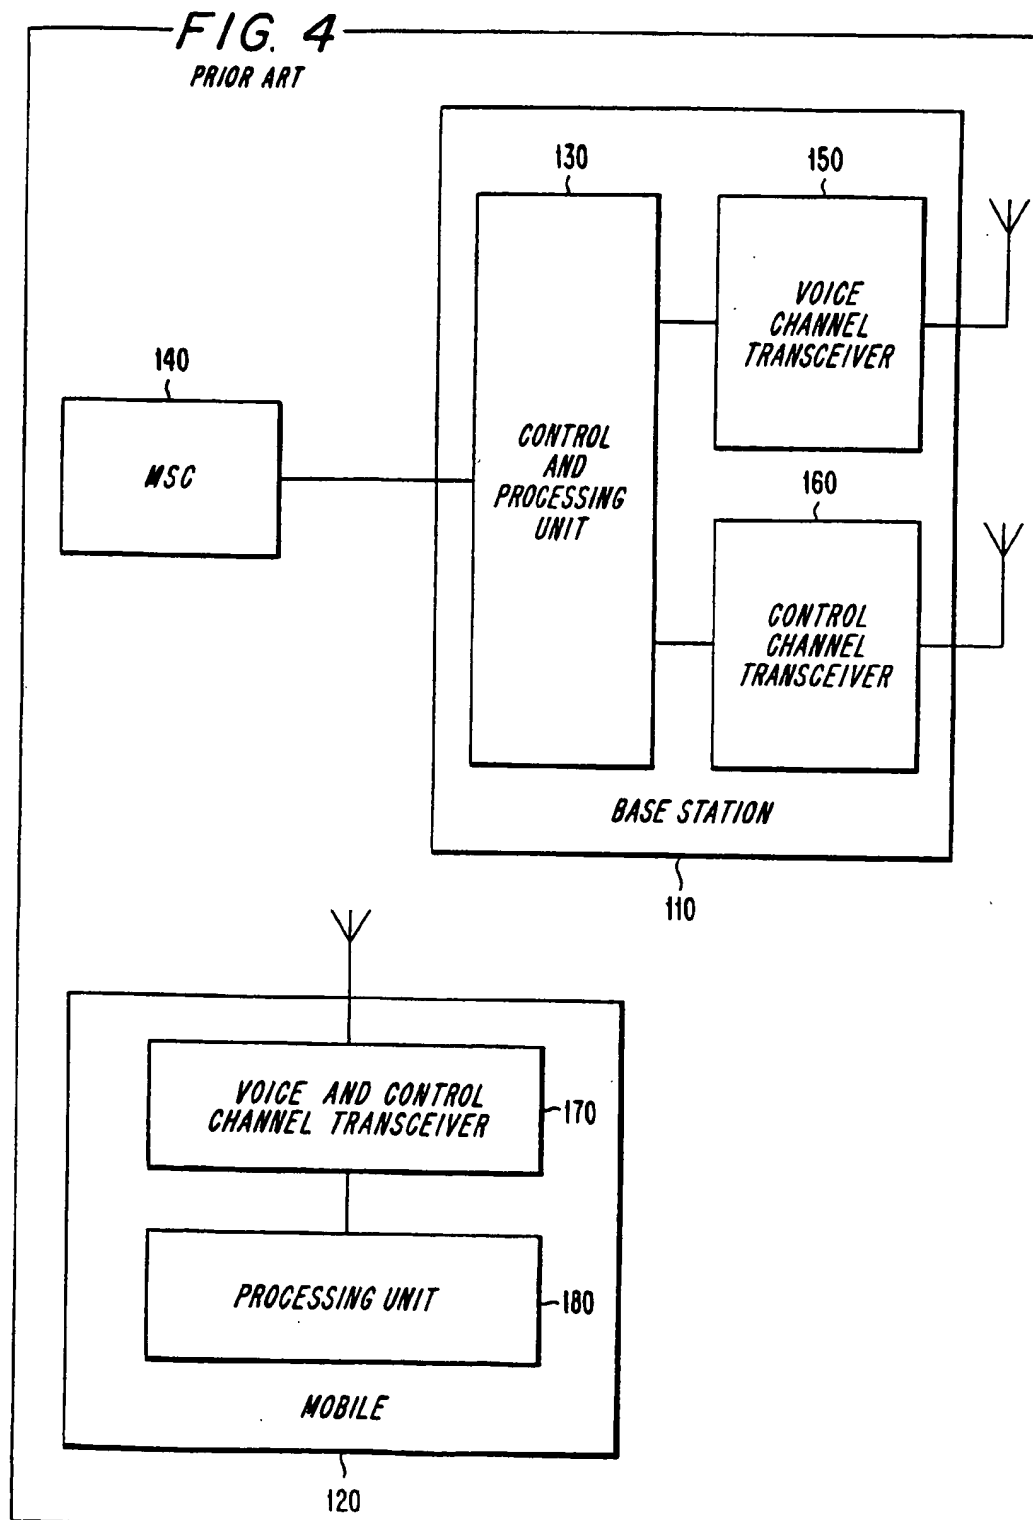 FIG. 4
PRIOR ART
130
150
VOICE
CHANNEL
TRANSCEIVER
140
MSC
CONTROL
AND
PROCESSING
UNIT
160
CONTROL
CHANNEL
TRANSCEIVER
BASE STATION
110
VOICE AND CONTROL
CHANNEL TRANSCEIVER
170
PROCESSING UNIT
180
MOBILE
120